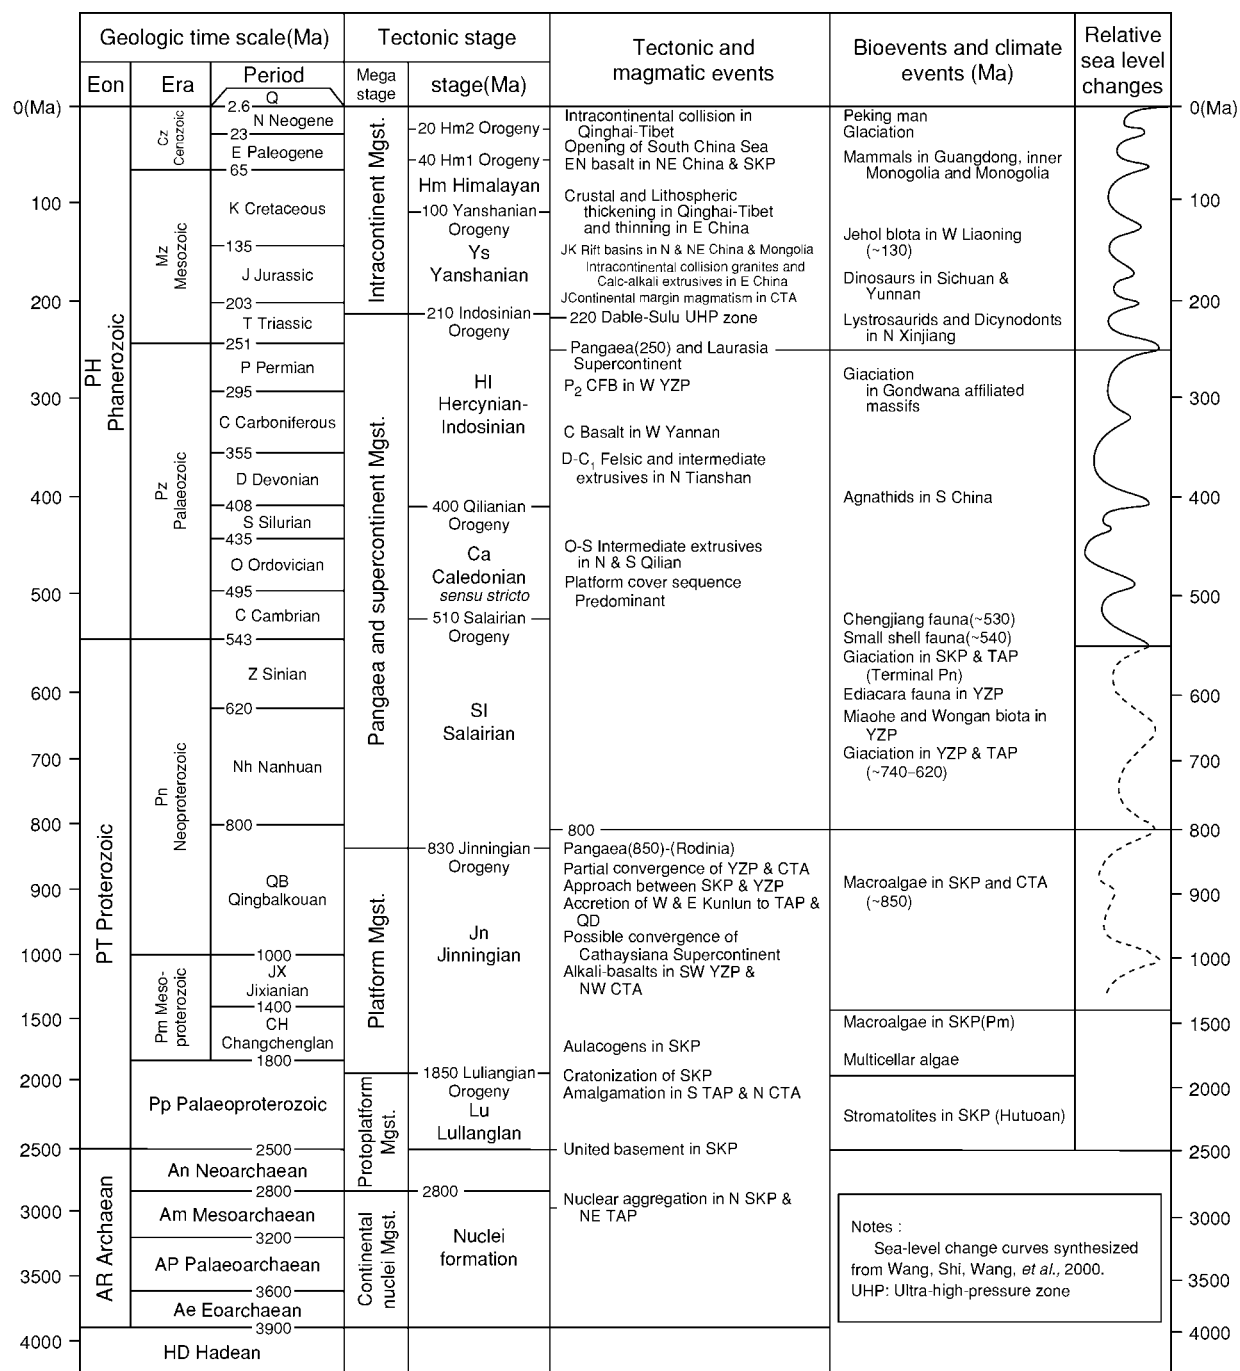 Geologic time scale(Ma)
Tectonic stage
Tectonic and
magmatic events
Bioevents and climate
events (Ma)
Relative
sea level
changes
Eon
Era
Period
Mega
stage
stage(Ma)
Q
0(Ma)
100
200
300
400
500
600
700
800
900
1000
1500
2000
2500
3000
3500
4000
PH
Phanerozoic
PT Proterozoic
AR Archaean
Cz
Cenozoic
Mz
Mesozoic
Pz
Palaeozoic
Pn
Neoproterozoic
Pm Meso-
proterozoic
2.6
N Neogene
23
E Paleogene
65
K Cretaceous
135
J Jurassic
203
T Triassic
251
P Permian
295
C Carboniferous
355
D Devonian
408
S Silurian
435
O Ordovician
495
C Cambrian
543
Z Sinian
620
Nh Nanhuan
800
QB
Qingbalkouan
1000
JX
Jixianian
1400
CH
Changchenglan
1800
Pp Palaeoproterozoic
2500
An Neoarchaean
2800
Am Mesoarchaean
3200
AP Palaeoarchaean
3600
Ae Eoarchaean
3900
HD Hadean
Intracontinent Mgst.
Pangaea and supercontinent Mgst.
Platform Mgst.
Protoplatform
Mgst.
Continental
nuclei Mgst.
20 Hm2 Orogeny
40 Hm1 Orogeny
Hm Himalayan
100 Yanshanian
Orogeny
Ys
Yanshanian
210 Indosinian
Orogeny
HI
Hercynian-
Indosinian
400 Qilianian
Orogeny
Ca
Caledonian
sensu stricto
510 Salairian
Orogeny
SI
Salairian
830 Jinningian
Orogeny
Jn
Jinningian
1850 Luliangian
Orogeny
Lu
Lullanglan
2800
Nuclei
formation
Intracontinental collision in
Qinghai-Tibet
Opening of South China Sea
EN basalt in NE China & SKP
Crustal and Lithospheric
thickening in Qinghai-Tibet
and thinning in E China
JK Rift basins in N & NE China & Mongolia
Intracontinental collision granites and
Calc-alkali extrusives in E China
JContinental margin magmatism in CTA
220 Dable-Sulu UHP zone
Pangaea(250) and Laurasia
Supercontinent
P2 CFB in W YZP
C Basalt in W Yannan
D-C1 Felsic and intermediate
extrusives in N Tianshan
O-S Intermediate extrusives
in N & S Qilian
Platform cover sequence
Predominant
800
Pangaea(850)-(Rodinia)
Partial convergence of YZP & CTA
Approach between SKP & YZP
Accretion of W & E Kunlun to TAP &
QD
Possible convergence of
Cathaysiana Supercontinent
Alkali-basalts in SW YZP &
NW CTA
Aulacogens in SKP
Cratonization of SKP
Amalgamation in S TAP & N CTA
United basement in SKP
Nuclear aggregation in N SKP &
NE TAP
Peking man
Glaciation
Mammals in Guangdong, inner
Monogolia and Monogolia
Jehol blota in W Liaoning
(~130)
Dinosaurs in Sichuan &
Yunnan
Lystrosaurids and Dicynodonts
in N Xinjiang
Giaciation
in Gondwana affiliated
massifs
Agnathids in S China
Chengjiang fauna(~530)
Small shell fauna(~540)
Giaciation in SKP & TAP
(Terminal Pn)
Ediacara fauna in YZP
Miaohe and Wongan biota in
YZP
Giaciation in YZP & TAP
(~740–620)
Macroalgae in SKP and CTA
(~850)
Macroalgae in SKP(Pm)
Multicellar algae
Stromatolites in SKP (Hutuoan)
0(Ma)
100
200
300
400
500
600
700
800
900
1000
1500
2000
2500
3000
3500
4000
Notes :
Sea-level change curves synthesized
from Wang, Shi, Wang, et al., 2000.
UHP: Ultra-high-pressure zone